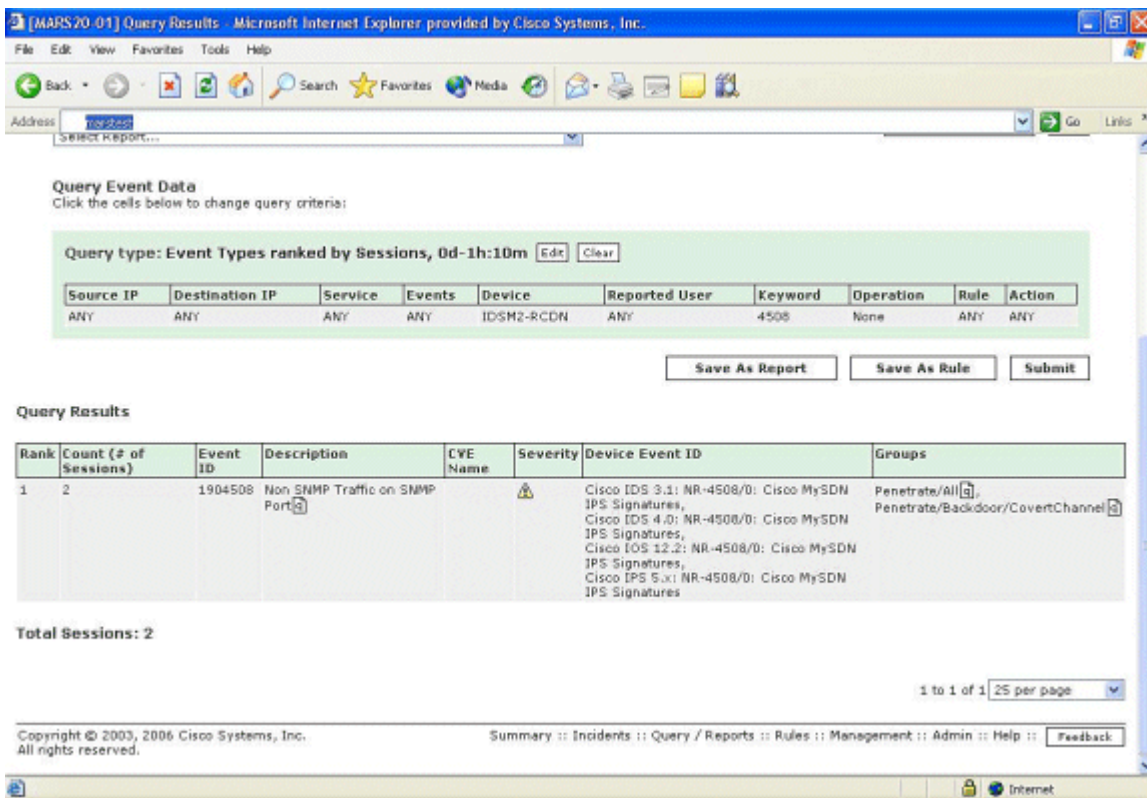 [MARS20-01] Query Results - Microsoft Internet Explorer provided by Cisco Systems, Inc.
File Edit View Favorites Tools Help
Back Search Favorites Media
Address marstest Go Links
Select Report...
Query Event Data
Click the cells below to change query criteria:
Query type: Event Types ranked by Sessions, 0d-1h:10m Edit Clear
Source IP Destination IP Service Events Device Reported User Keyword Operation Rule Action
ANY ANY ANY ANY IDSM2-RCDN ANY 4508 None ANY ANY
Save As Report Save As Rule Submit
Query Results
Rank Count (# of Sessions) Event ID Description CVE Name Severity Device Event ID Groups
1 2 1904508 Non SNMP Traffic on SNMP Port q
Cisco IDS 3.1: NR-4508/0: Cisco MySDN
IPS Signatures,
Cisco IDS 4.0: NR-4508/0: Cisco MySDN
IPS Signatures,
Cisco IOS 12.2: NR-4508/0: Cisco MySDN
IPS Signatures,
Cisco IPS 5.x: NR-4508/0: Cisco MySDN
IPS Signatures
Penetrate/All q,
Penetrate/Backdoor/CovertChannel q
Total Sessions: 2
1 to 1 of 1 25 per page
Copyright © 2003, 2006 Cisco Systems, Inc.
All rights reserved.
Summary :: Incidents :: Query / Reports :: Rules :: Management :: Admin :: Help :: Feedback
Internet